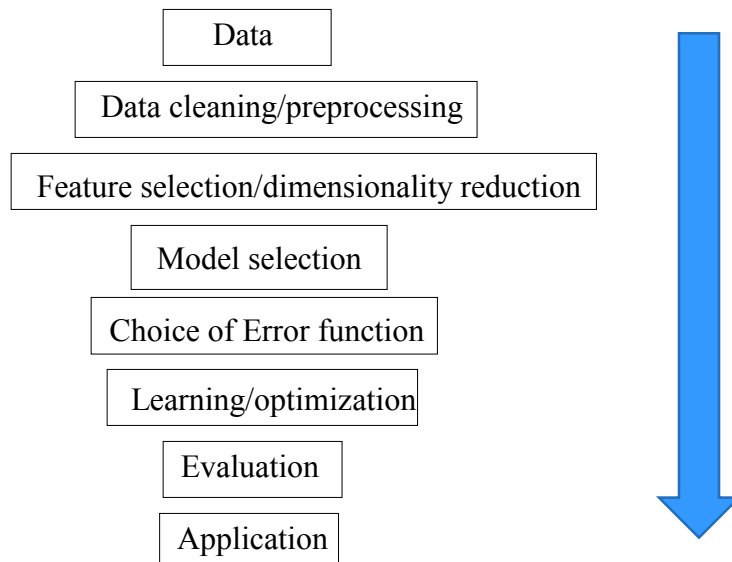 Data
Data cleaning/preprocessing
Feature selection/dimensionality reduction
Model selection
Choice of Error function
Learning/optimization
Evaluation
Application